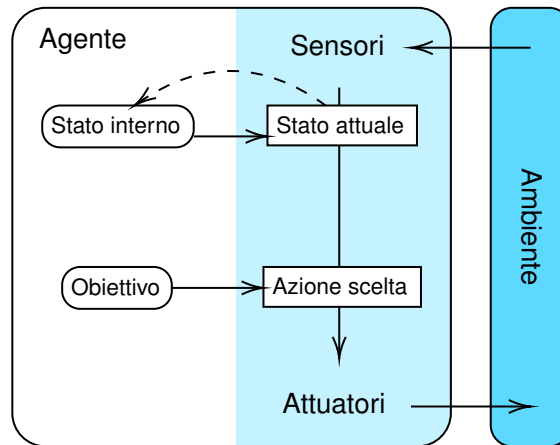 Agente
Sensori
Stato interno
Stato attuale
Ambiente
Obiettivo
Azione scelta
Attuatori